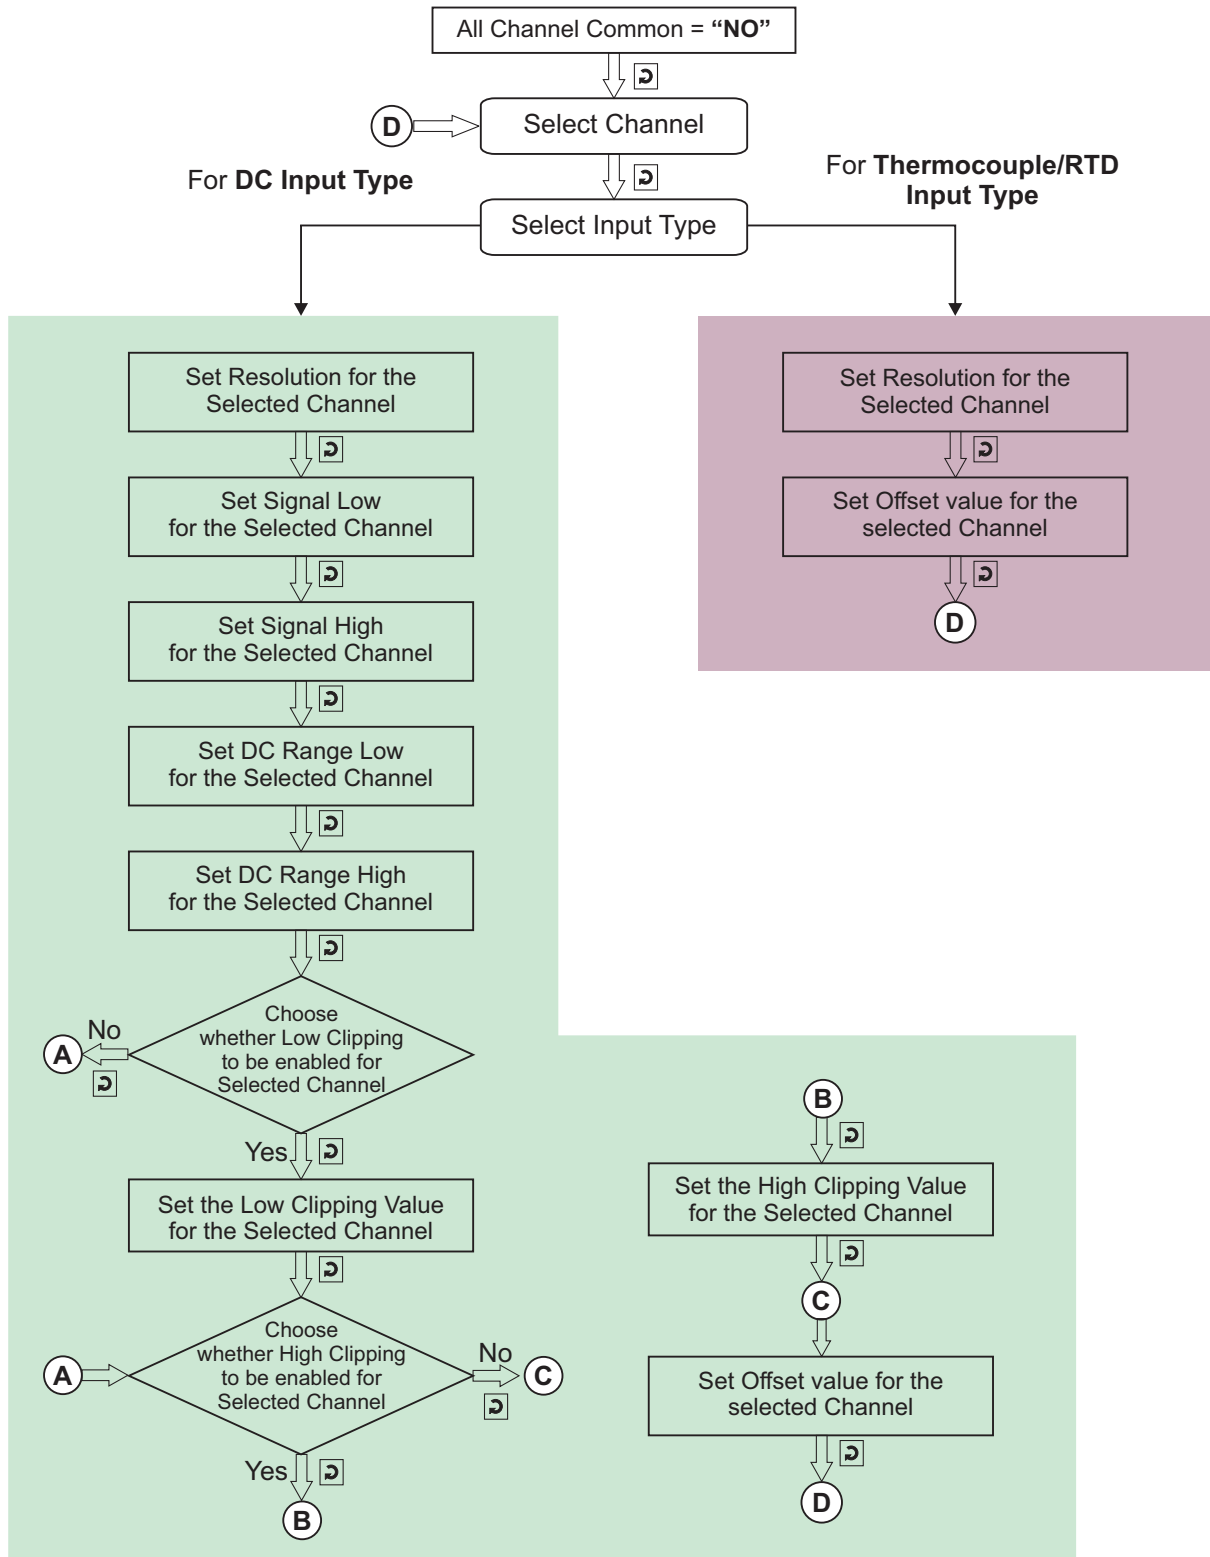 All Channel Common = “NO”
D
Select Channel
For DC Input Type
For Thermocouple/RTD
Input Type
Select Input Type
Set Resolution for the
Selected Channel
Set Signal Low
for the Selected Channel
Set Signal High
for the Selected Channel
Set DC Range Low
for the Selected Channel
Set DC Range High
for the Selected Channel
Choose
whether Low Clipping
to be enabled for
Selected Channel
No
A
Yes
Set the Low Clipping Value
for the Selected Channel
Choose
whether High Clipping
to be enabled for
Selected Channel
A
No
C
Yes
B
Set Resolution for the
Selected Channel
Set Offset value for the
selected Channel
D
B
Set the High Clipping Value
for the Selected Channel
C
Set Offset value for the
selected Channel
D